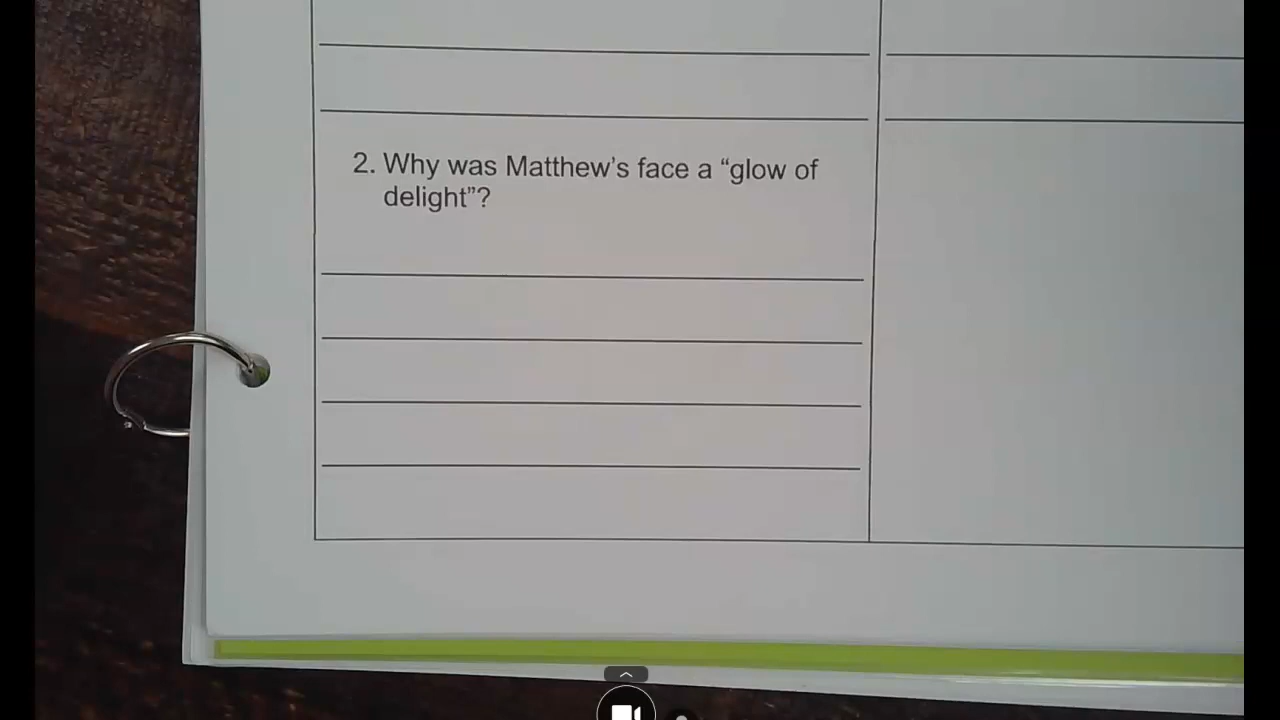 2. Why was Matthew's face a “glow of
delight”?